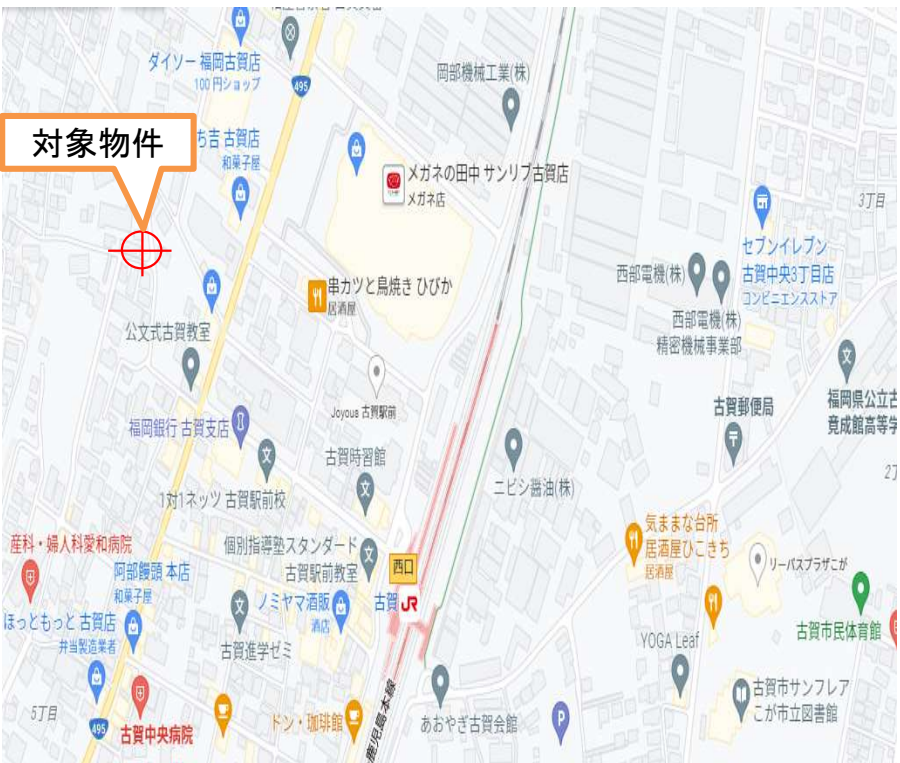 ダイソー 福岡古賀店
100 円ショップ
495
岡部機械工業(株)
対象物件
ち吉 古賀店
和菓子屋
メガネの田中 サンリブ古賀店
メガネ店
3丁目
セブンイレブン
古賀中央3丁目店
コンビニエンスストア
西部電機(株)
西部電機(株)
精密機械事業部
串カツと鳥焼き ひびか
居酒屋
公文式古賀教室
Joyous 古賀駅前
古賀郵便局
福岡県公立古
竟成館高等学
福岡銀行 古賀支店
古賀時習館
1対1ネッツ 古賀駅前校
ニビシ醤油(株)
2丁
産科・婦人科愛和病院
個別指導塾スタンダード
古賀駅前教室
西口
気ままな台所
居酒屋ひこきち
居酒屋
リーパスプラザこが
阿部饅頭 本店
和菓子屋
ノミヤマ酒販
酒店
古賀 JR
ほっともっと 古賀店
弁当製造業者
古賀進学ゼミ
YOGA Leaf
古賀市民体育館
古賀市サンフレア
こが市立図書館
5丁目
495
古賀中央病院
ドン・珈琲館
鹿児島本線
あおやぎ古賀会館
P